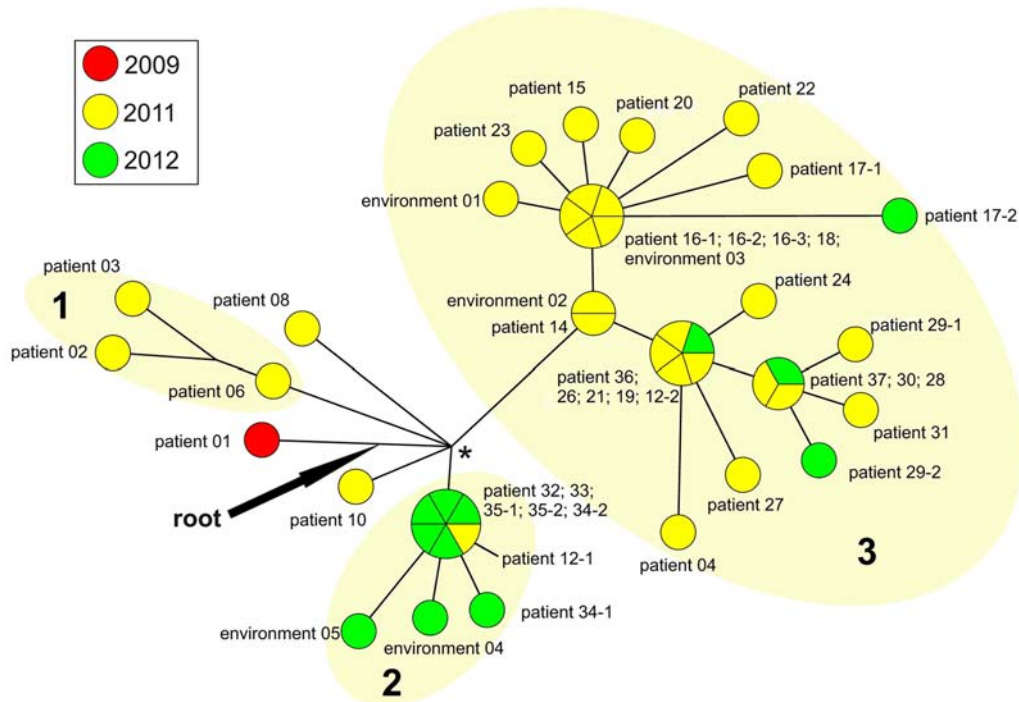 2009
2011
2012
patient 15
patient 20
patient 22
patient 23
patient 17-1
environment 01
patient 17-2
patient 16-1; 16-2; 16-3; 18;
environment 03
patient 03
1
patient 08
environment 02
patient 14
patient 24
patient 02
patient 06
patient 29-1
patient 36;
26; 21; 19; 12-2
patient 37; 30; 28
patient 01
patient 31
*
patient 29-2
root
patient 10
patient 32; 33;
35-1; 35-2; 34-2
patient 27
patient 12-1
patient 04
3
patient 34-1
environment 05
environment 04
2